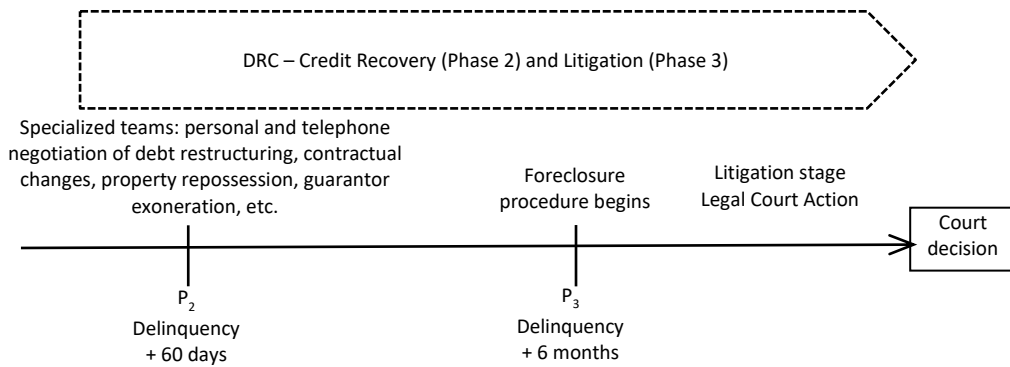 DRC – Credit Recovery (Phase 2) and Litigation (Phase 3)
Specialized teams: personal and telephone
negotiation of debt restructuring, contractual
changes, property repossession, guarantor
exoneration, etc.
Foreclosure
procedure begins
Litigation stage
Legal Court Action
Court
decision
P2
Delinquency
+ 60 days
P3
Delinquency
+ 6 months